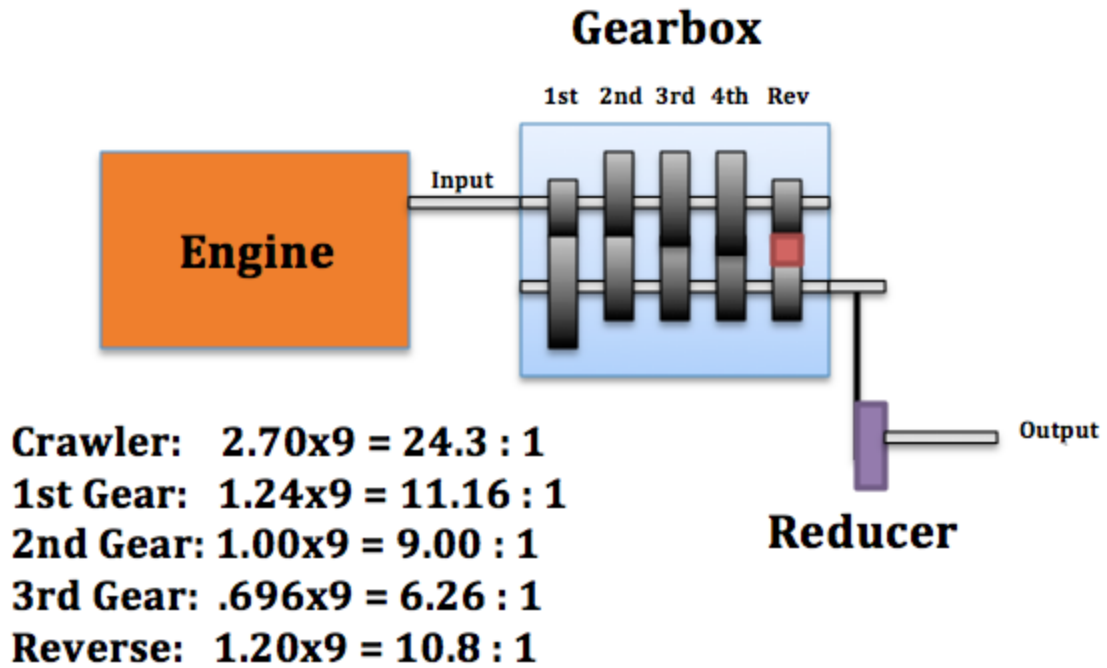 Gearbox
1st 2nd 3rd 4th Rev
Input
Engine
Crawler: 2.70x9 = 24.3 : 1
Output
1st Gear: 1.24x9 = 11.16 : 1
2nd Gear: 1.00x9 = 9.00 : 1
Reducer
3rd Gear: .696x9 = 6.26 : 1
Reverse: 1.20x9 = 10.8 : 1